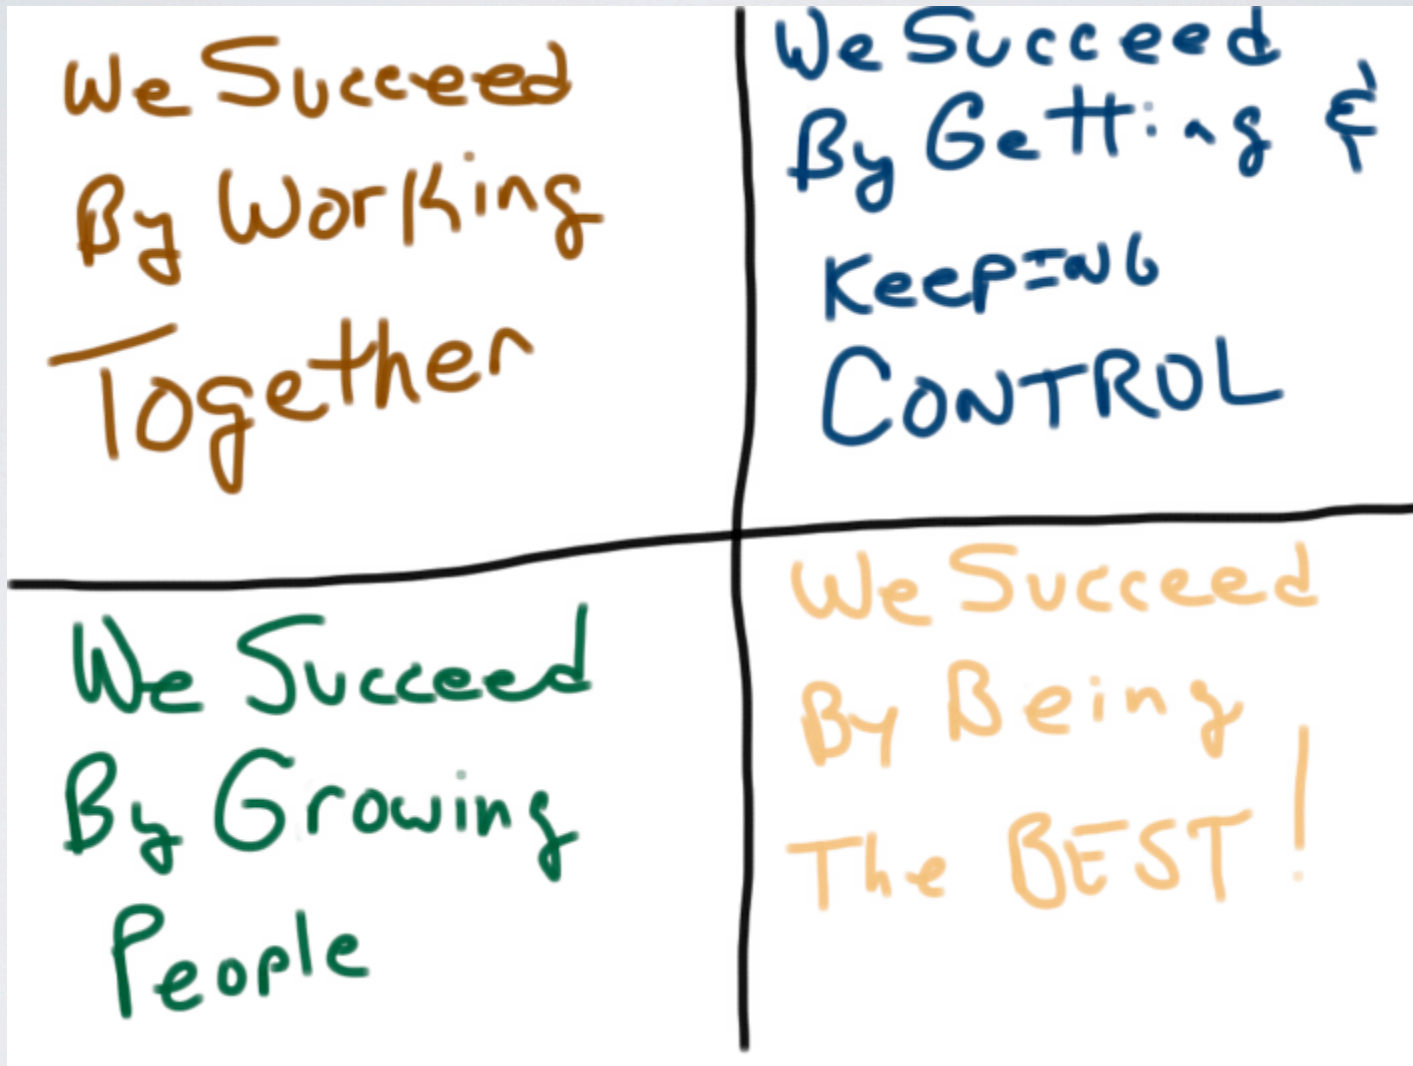 We Succeed
By Working
Together
We Succeed
By Getting &
KeePING
CONTROL
We Succeed
By Growing
People
We Succeed
By Being
The BEST!